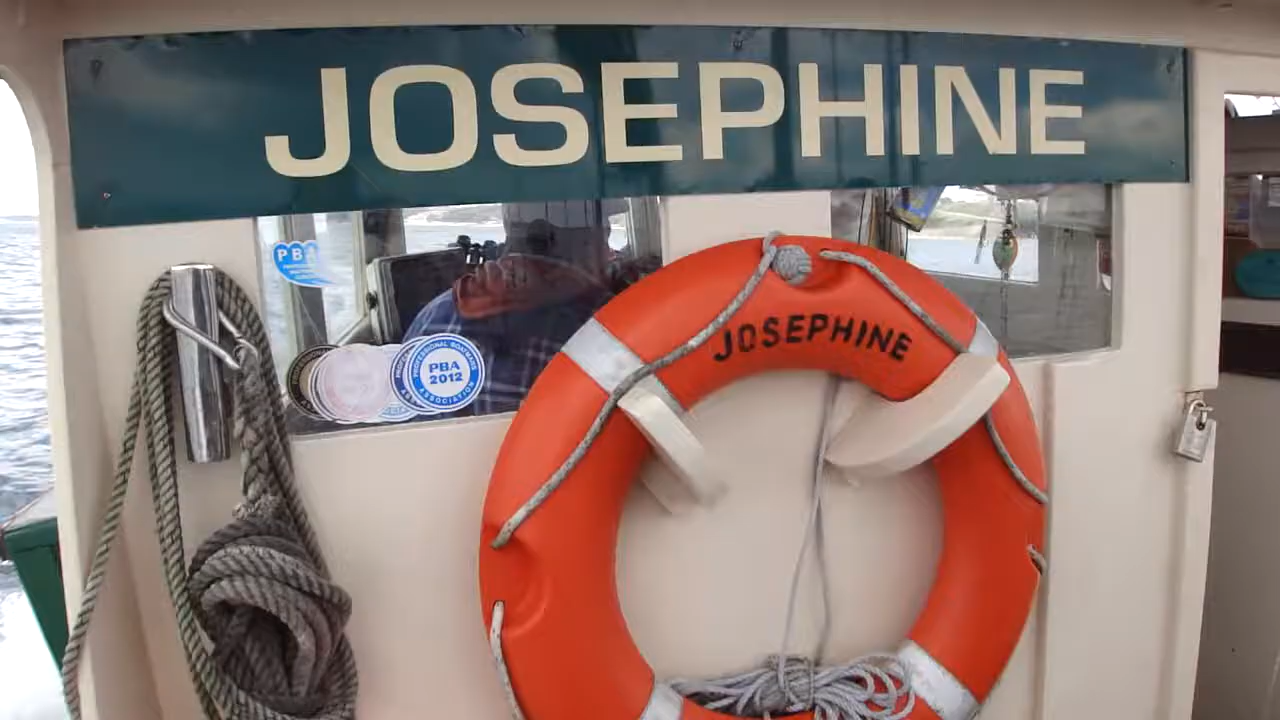 JOSEPHINE
PBA
JOSEPHINE
PROFESSIONAL BOATMANS
PBA
2012
ASSOCIATION